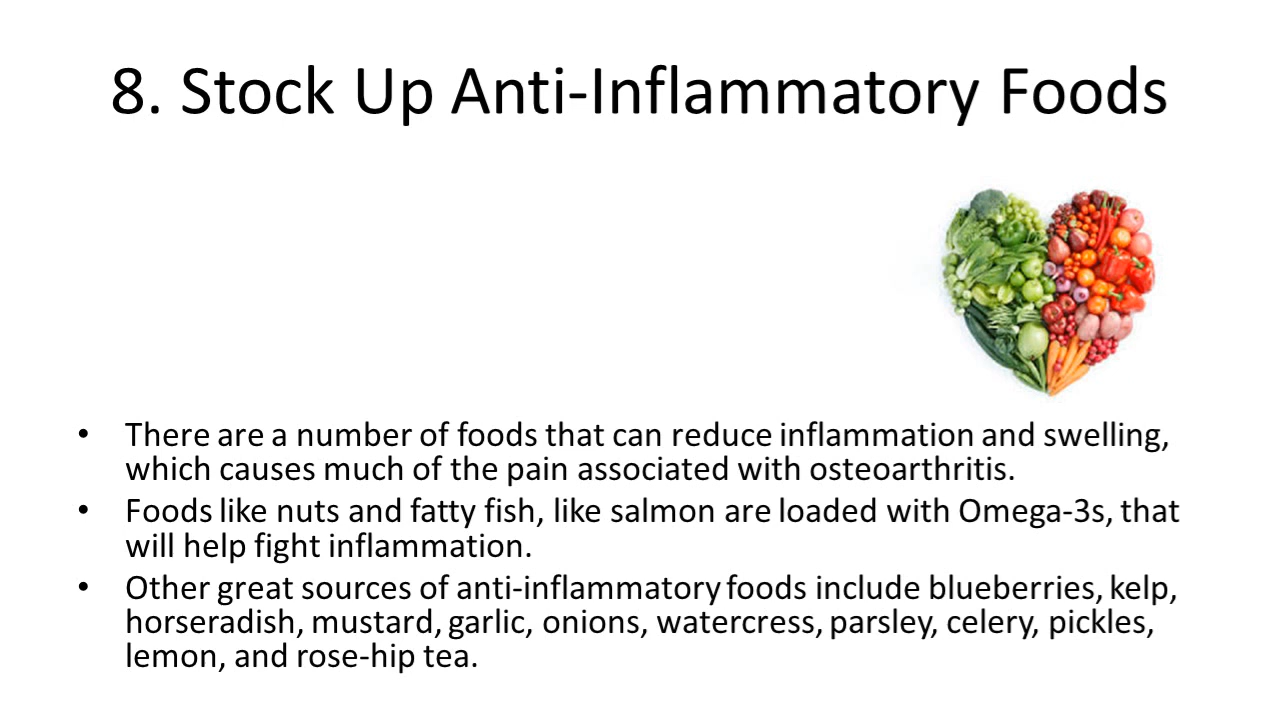 8. Stock Up Anti-Inflammatory Foods
• There are a number of foods that can reduce inflammation and swelling,
which causes much of the pain associated with osteoarthritis.
• Foods like nuts and fatty fish, like salmon are loaded with Omega-3s, that
will help fight inflammation.
• Other great sources of anti-inflammatory foods include blueberries, kelp,
horseradish, mustard, garlic, onions, watercress, parsley, celery, pickles,
lemon, and rose-hip tea.